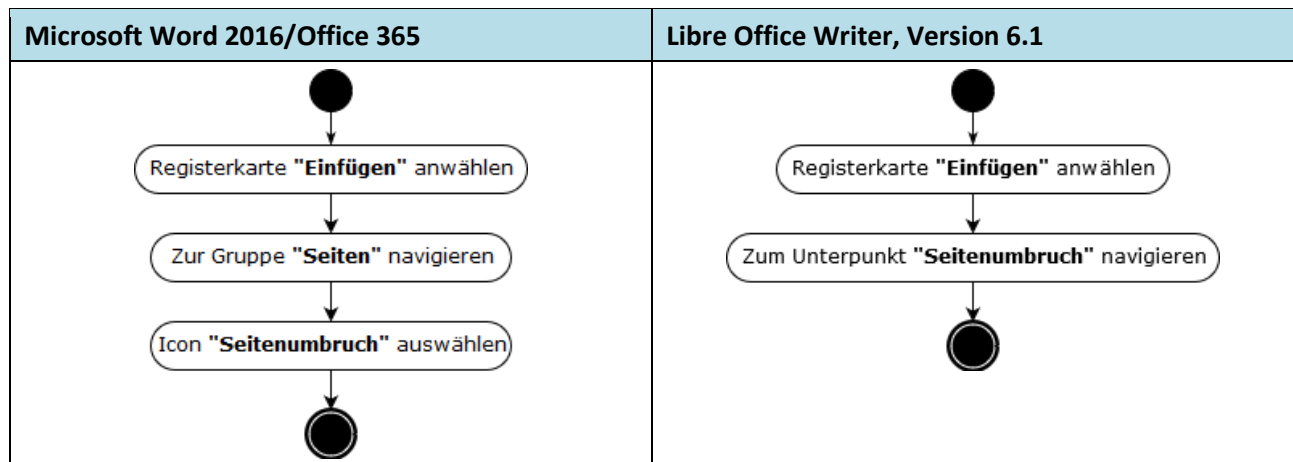 Microsoft Word 2016/Office 365
Libre Office Writer, Version 6.1
Registerkarte "Einfügen" anwählen
Zur Gruppe "Seiten" navigieren
Icon "Seitenumbruch" auswählen
Registerkarte "Einfügen" anwählen
Zum Unterpunkt "Seitenumbruch" navigieren